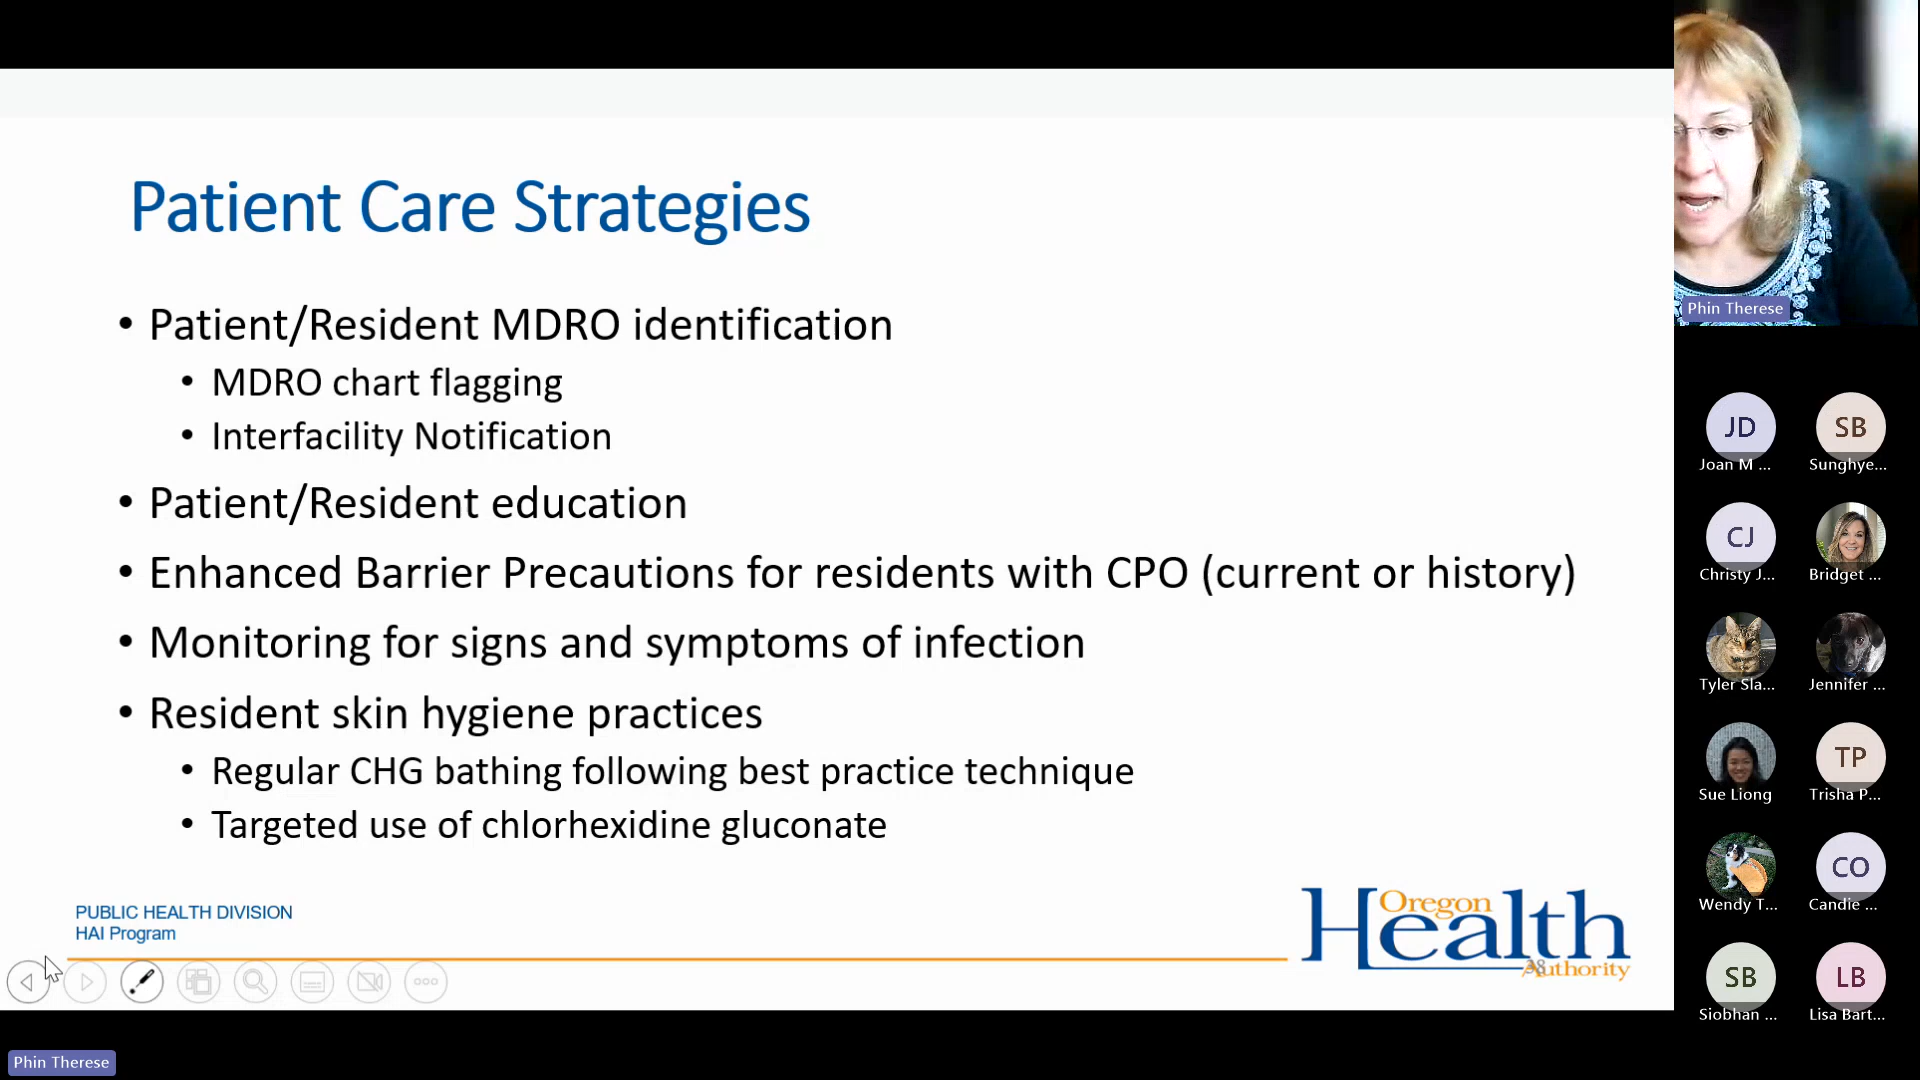 Patient Care Strategies
• Patient/Resident MDRO identification
• MDRO chart flagging
• Interfacility Notification
• Patient/Resident education
• Enhanced Barrier Precautions for residents with CPO (current or history)
• Monitoring for signs and symptoms of infection
• Resident skin hygiene practices
• Regular CHG bathing following best practice technique
• Targeted use of chlorhexidine gluconate
PUBLIC HEALTH DIVISION
HAI Program
Oregon
Health
Authority
38
Phin Therese
Phin Therese
JD
Joan M ...
SB
Sunghye...
CJ
Christy J...
Bridget ...
Tyler Sla...
Jennifer ...
Sue Liong
TP
Trisha P...
Wendy T...
CO
Candie ...
SB
Siobhan ...
LB
Lisa Bart...